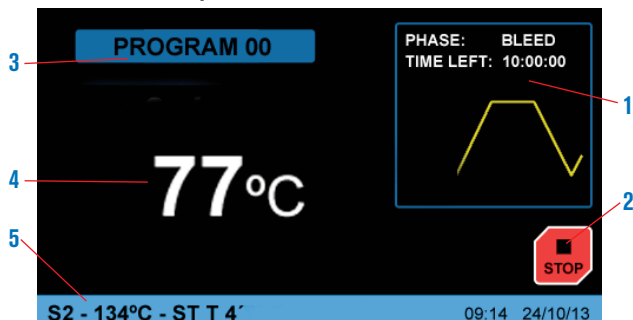 PROGRAM 00
PHASE: BLEED
TIME LEFT: 10:00:00
3
1
4
77ºC
2
5
STOP
S2 - 134ºC - ST T 4´
09:14 24/10/13